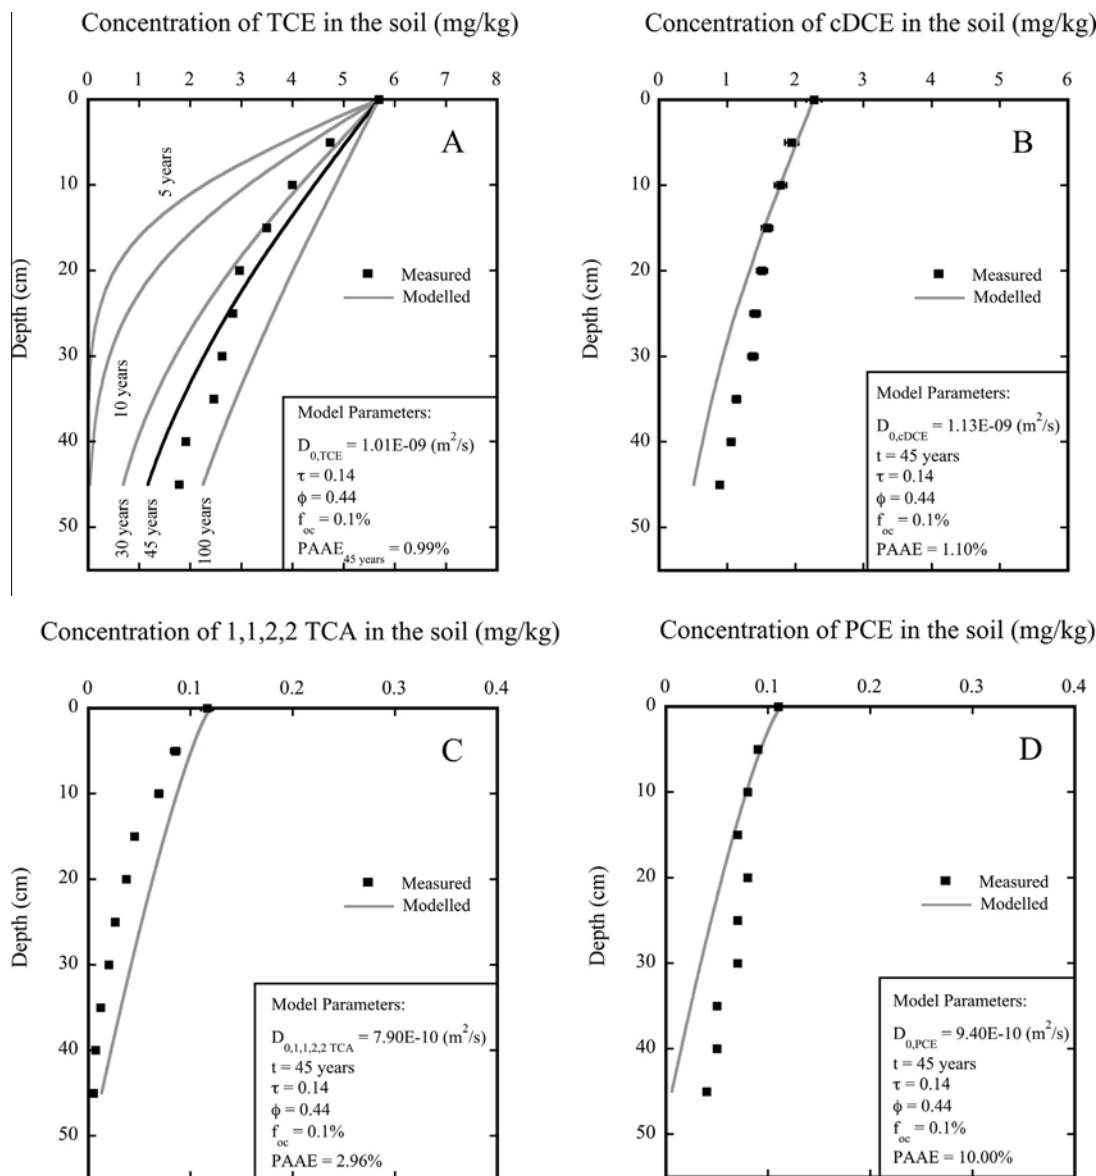 Concentration of TCE in the soil (mg/kg)
0 1 2 3 4 5 6 7 8
0
10
20
30
40
50
Depth (cm)
A
5 years
10 years
30 years
45 years
100 years
Measured
Modelled
Model Parameters:
D0,TCE = 1.01E-09 (m²/s)
τ = 0.14
ϕ = 0.44
foc = 0.1%
PAAE45 years = 0.99%
Concentration of cDCE in the soil (mg/kg)
0 1 2 3 4 5 6
0
10
20
30
40
50
Depth (cm)
B
Measured
Modelled
Model Parameters:
D0,cDCE = 1.13E-09 (m²/s)
t = 45 years
τ = 0.14
ϕ = 0.44
foc = 0.1%
PAAE = 1.10%
Concentration of 1,1,2,2 TCA in the soil (mg/kg)
0 0.1 0.2 0.3 0.4
0
10
20
30
40
50
Depth (cm)
C
Measured
Modelled
Model Parameters:
D0,1,1,2,2 TCA = 7.90E-10 (m²/s)
t = 45 years
τ = 0.14
ϕ = 0.44
foc = 0.1%
PAAE = 2.96%
Concentration of PCE in the soil (mg/kg)
0 0.1 0.2 0.3 0.4
0
10
20
30
40
50
Depth (cm)
D
Measured
Modelled
Model Parameters:
D0,PCE = 9.40E-10 (m²/s)
t = 45 years
τ = 0.14
ϕ = 0.44
foc = 0.1%
PAAE = 10.00%